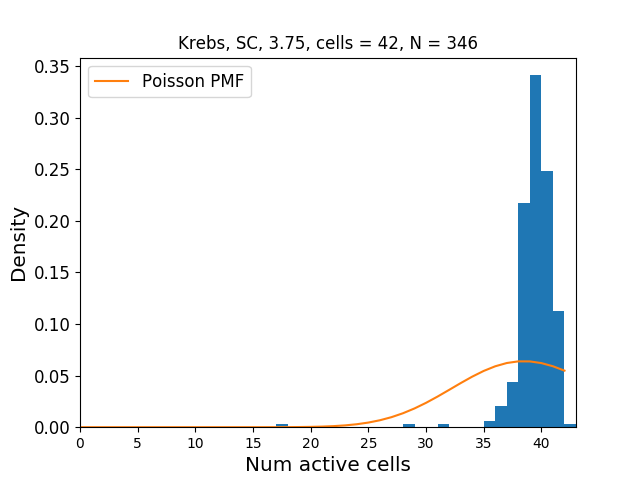 Krebs, SC, 3.75, cells = 42, N = 346
Poisson PMF
0.35
0.30
0.25
0.20
0.15
0.10
0.05
0.00
Density
0 5 10 15 20 25 30 35 40
Num active cells